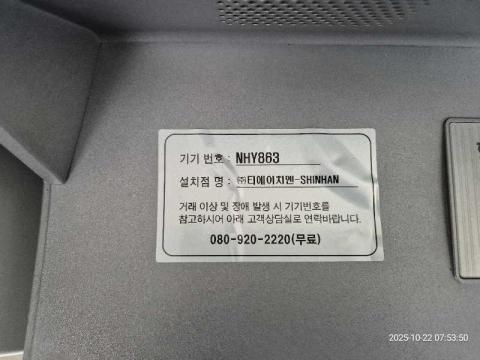 기기 번호 : NHY863
설치점 명 : ㈜티에이치엔-SHINHAN
거래 이상 및 장애 발생 시 기기번호를
참고하시어 아래 고객상담실로 연락바랍니다.
080-920-2220(무료)
2025-10-22 07:53:50